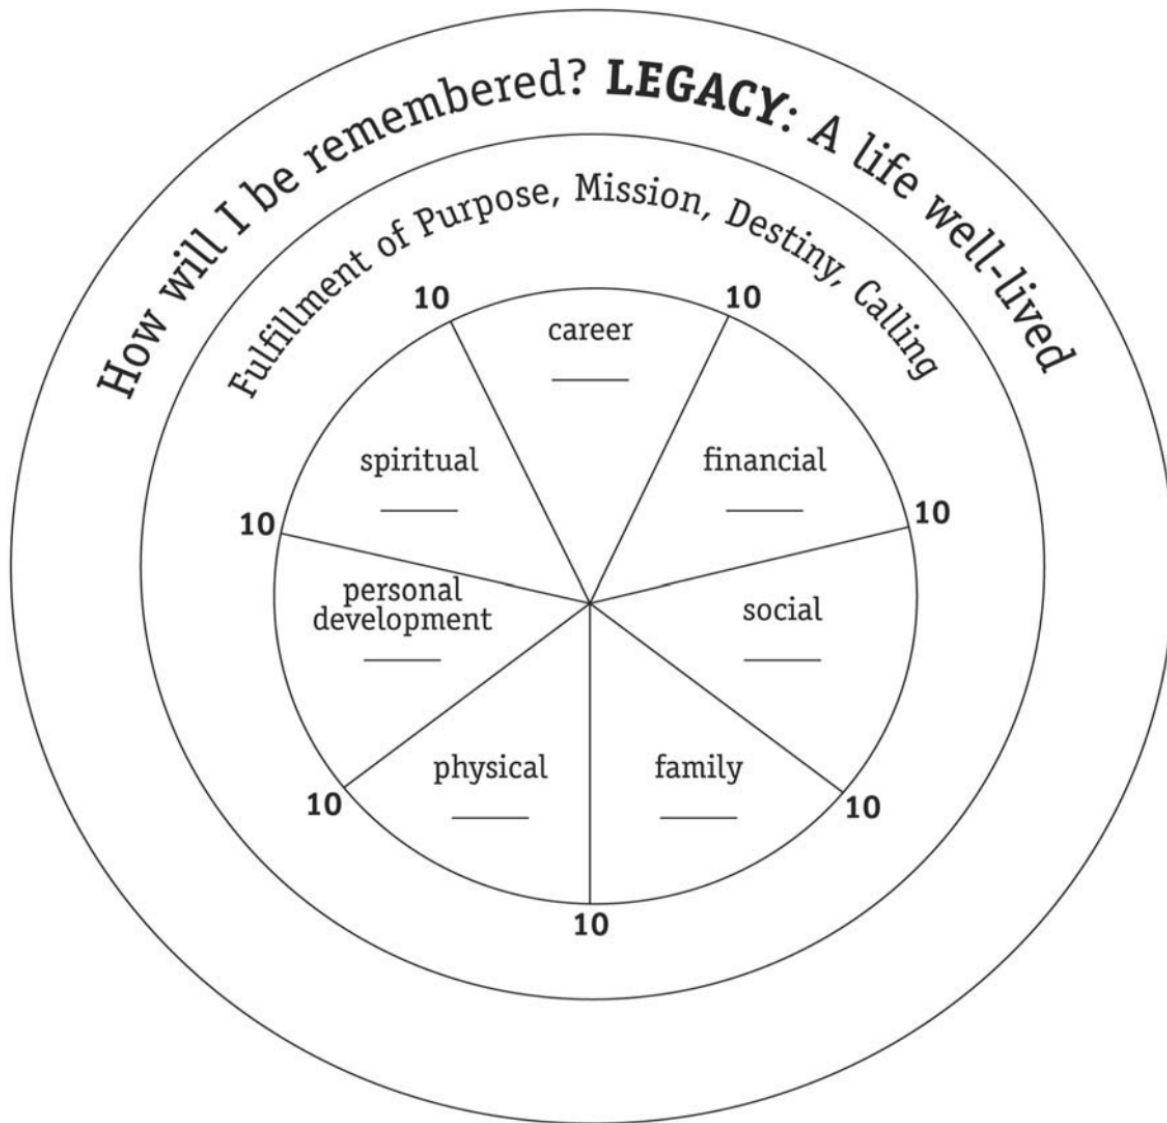 How will I be remembered? LEGACY: A life well-lived
Fulfillment of Purpose, Mission, Destiny, Calling
10
10
career
spiritual
financial
10
10
personal
development
social
physical
family
10
10
10